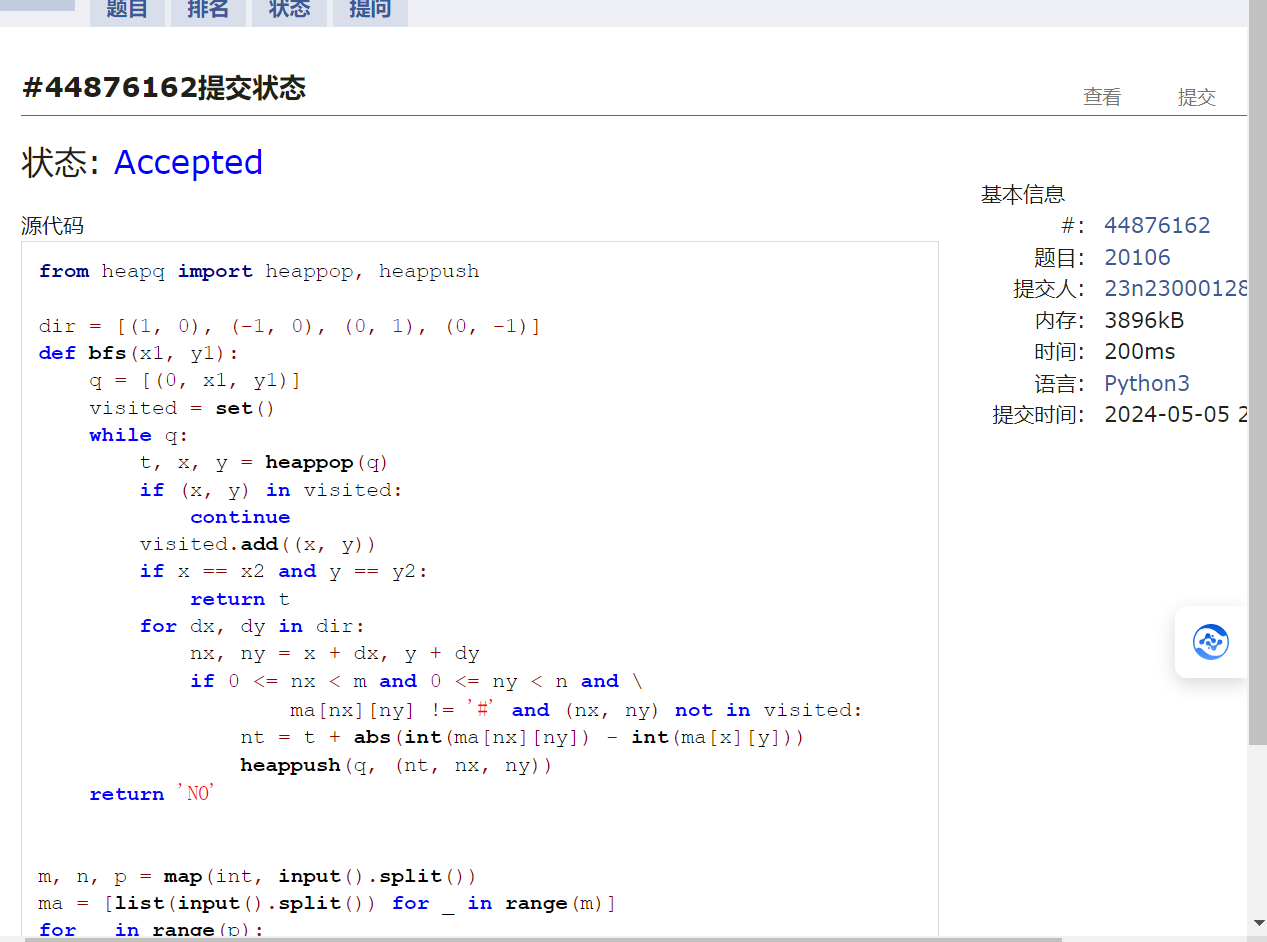 题目 排名 状态 提问
#44876162提交状态
查看 提交
状态: Accepted
基本信息
#: 44876162
题目: 20106
提交人: 23n23000128
内存: 3896kB
时间: 200ms
语言: Python3
提交时间: 2024-05-05 2
源代码
from heapq import heappop, heappush
dir = [(1, 0), (-1, 0), (0, 1), (0, -1)]
def bfs(x1, y1):
    q = [(0, x1, y1)]
    visited = set()
    while q:
        t, x, y = heappop(q)
        if (x, y) in visited:
            continue
        visited.add((x, y))
        if x == x2 and y == y2:
            return t
        for dx, dy in dir:
            nx, ny = x + dx, y + dy
            if 0 <= nx < m and 0 <= ny < n and \
                    ma[nx][ny] != '#' and (nx, ny) not in visited:
                nt = t + abs(int(ma[nx][ny]) - int(ma[x][y]))
                heappush(q, (nt, nx, ny))
    return 'NO'
m, n, p = map(int, input().split())
ma = [list(input().split()) for _ in range(m)]
for in range(p):